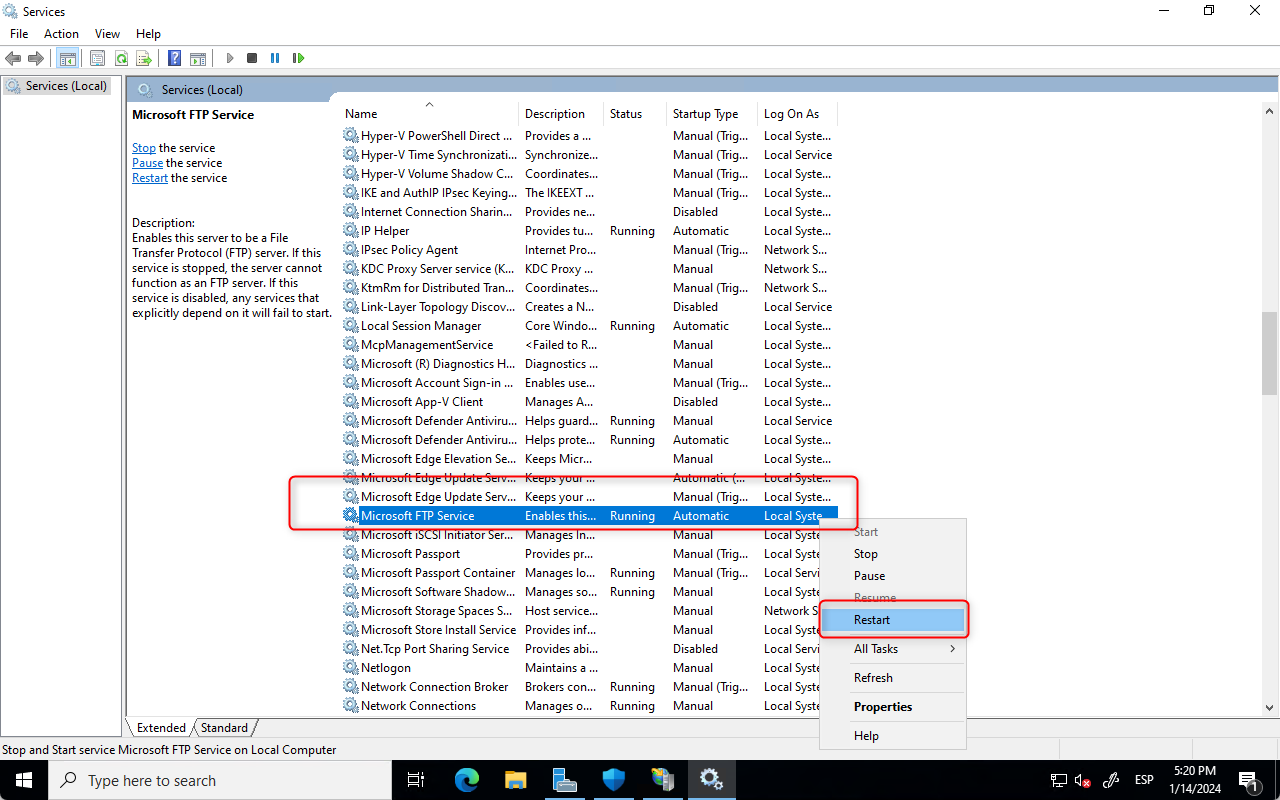 Services
File Action View Help
Services (Local)
Services (Local)
Microsoft FTP Service
Stop the service
Pause the service
Restart the service
Description:
Enables this server to be a File
Transfer Protocol (FTP) server. If this
service is stopped, the server cannot
function as an FTP server. If this
service is disabled, any services that
explicitly depend on it will fail to start.
Name Description Status Startup Type Log On As
Hyper-V PowerShell Direct ... Provides a ... Manual (Trig... Local Syste...
Hyper-V Time Synchronizati... Synchronize... Manual (Trig... Local Service
Hyper-V Volume Shadow C... Coordinates... Manual (Trig... Local Syste...
IKE and AuthIP IPsec Keying... The IKEEXT ... Manual (Trig... Local Syste...
Internet Connection Sharin... Provides ne... Disabled Local Syste...
IP Helper Provides tu... Running Automatic Local Syste...
IPsec Policy Agent Internet Pro... Manual (Trig... Network S...
KDC Proxy Server service (K... KDC Proxy ... Manual Network S...
KtmRm for Distributed Tran... Coordinates... Manual (Trig... Network S...
Link-Layer Topology Discov... Creates a N... Disabled Local Service
Local Session Manager Core Windo... Running Automatic Local Syste...
McpManagementService <Failed to R... Manual Local Syste...
Microsoft (R) Diagnostics H... Diagnostics ... Manual Local Syste...
Microsoft Account Sign-in ... Enables use... Manual (Trig... Local Syste...
Microsoft App-V Client Manages A... Disabled Local Syste...
Microsoft Defender Antiviru... Helps guard... Running Manual Local Service
Microsoft Defender Antiviru... Helps prote... Running Automatic Local Syste...
Microsoft Edge Elevation Se... Keeps Micr... Manual Local Syste...
Microsoft Edge Update Serv... Keeps your ... Automatic (... Local Syste...
Microsoft Edge Update Serv... Keeps your ... Manual (Trig... Local Syste...
Microsoft FTP Service Enables this... Running Automatic Local Syste
Microsoft iSCSI Initiator Ser... Manages In... Manual Local Syste
Microsoft Passport Provides pr... Manual (Trig... Local Syste
Microsoft Passport Container Manages lo... Running Manual (Trig... Local Servi
Microsoft Software Shadow... Manages so... Running Manual Local Syste
Microsoft Storage Spaces S... Host service... Manual Network S
Microsoft Store Install Service Provides inf... Manual Local Syste
Net.Tcp Port Sharing Service Provides abi... Disabled Local Servi
Netlogon Maintains a ... Manual Local Syste
Network Connection Broker Brokers con... Running Manual (Trig... Local Syste
Network Connections Manages o... Running Manual Local Syste
Start
Stop
Pause
Resume
Restart
All Tasks
Refresh
Properties
Help
Extended Standard
Stop and Start service Microsoft FTP Service on Local Computer
Type here to search
ESP
5:20 PM
1/14/2024
1